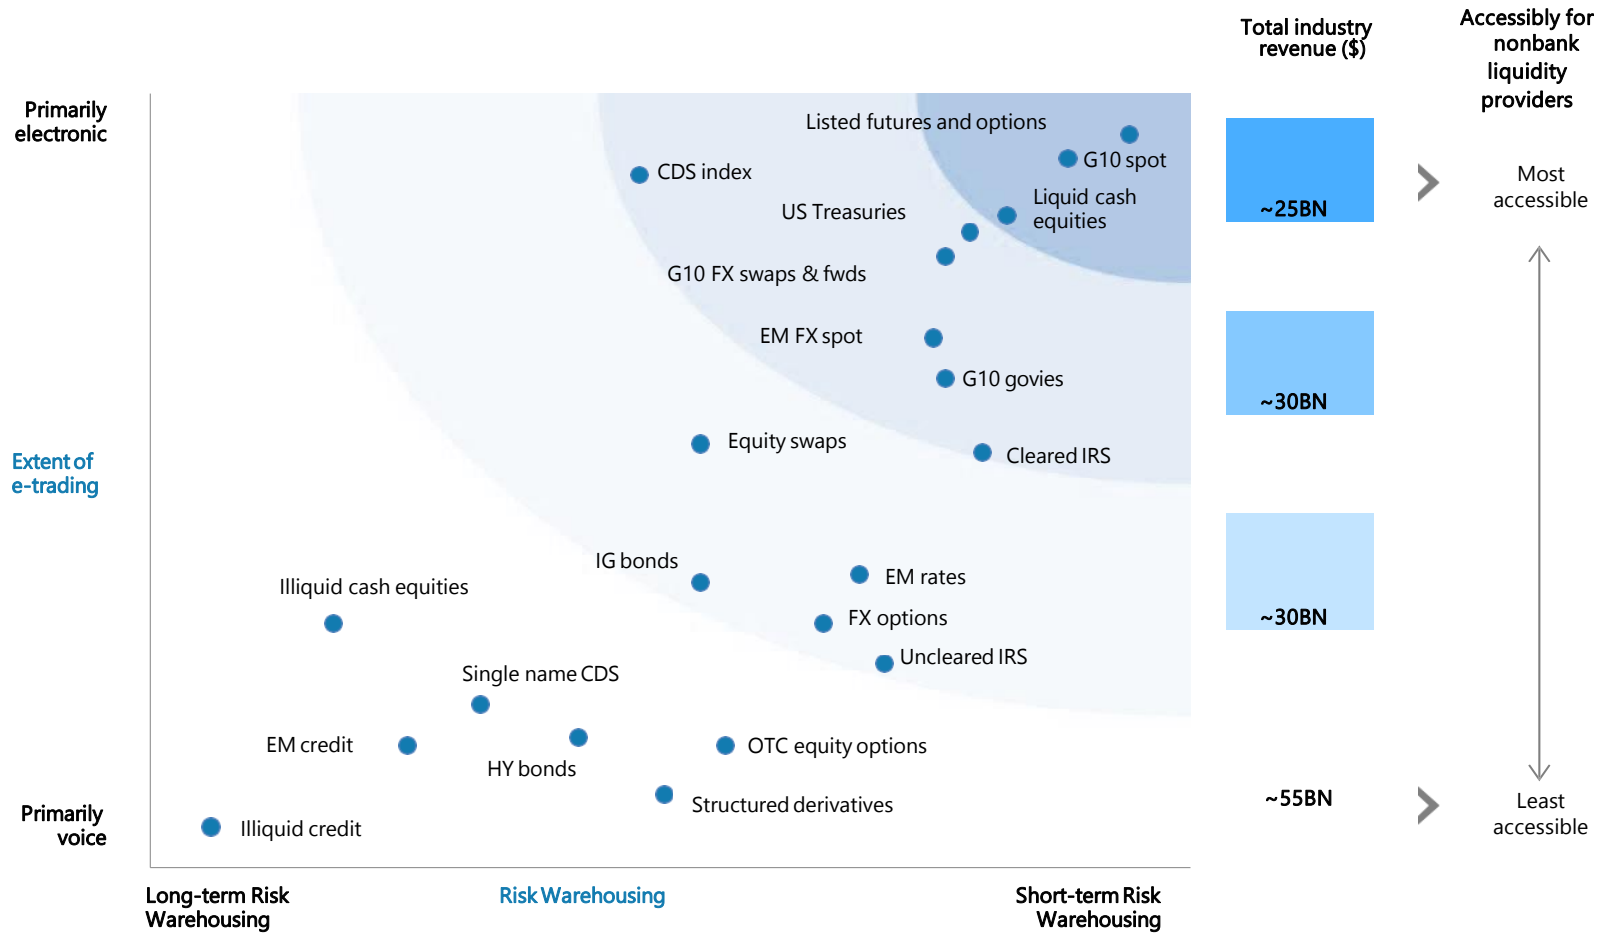 Total industry
revenue ($)
Accessibly for
nonbank
liquidity
providers
Primarily
electronic
Listed futures and options
G10 spot
CDS index
Liquid cash
equities
US Treasuries
G10 FX swaps & fwds
EM FX spot
G10 govies
Equity swaps
Cleared IRS
Extent of
e-trading
IG bonds
EM rates
Illiquid cash equities
FX options
Uncleared IRS
Single name CDS
EM credit
HY bonds
OTC equity options
Structured derivatives
Illiquid credit
Primarily
voice
~25BN
~30BN
~30BN
~55BN
Most
accessible
Least
accessible
Long-term Risk
Warehousing
Risk Warehousing
Short-term Risk
Warehousing